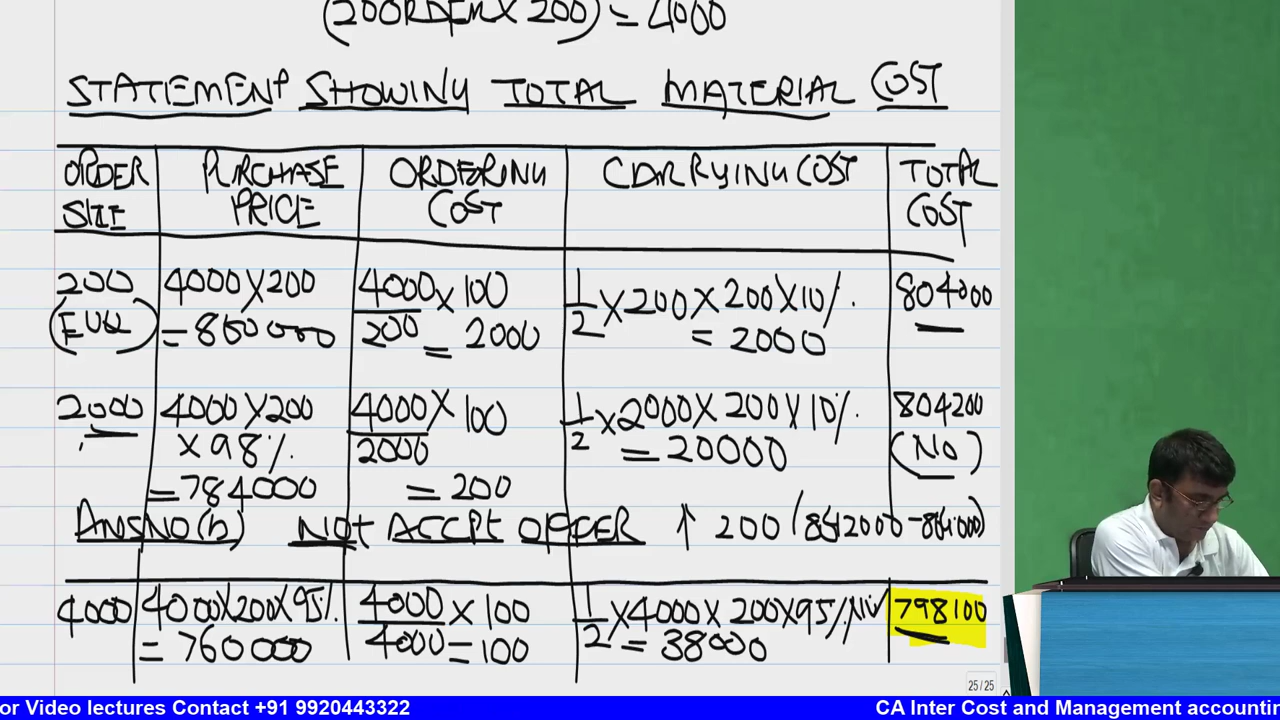 (20ORDER X 200) = 4000
STATEMENT SHOWING TOTAL MATERIAL COST
ORDER SIZE PURCHASE PRICE ORDERING COST CARRYING COST TOTAL COST
200 (EOQ) 4000 X 200 = 800000 4000/200 X 100 = 2000 1/2 X 200 X 200 X 10%. = 2000 804000
2000 4000 X 200 X 98%. = 784000 4000/2000 X 100 = 200 1/2 X 2000 X 200 X 10%. = 20000 804200 (NO)
ANS NO (b) NOT ACCPT OFFER ↑ 200 (804200 - 804000)
4000 4000 X 200 X 95%. = 760000 4000/4000 X 100 = 100 1/2 X 4000 X 200 X 95% X 10% = 38000 798100
25/25
or Video lectures Contact +91 9920443322
CA Inter Cost and Management accountin